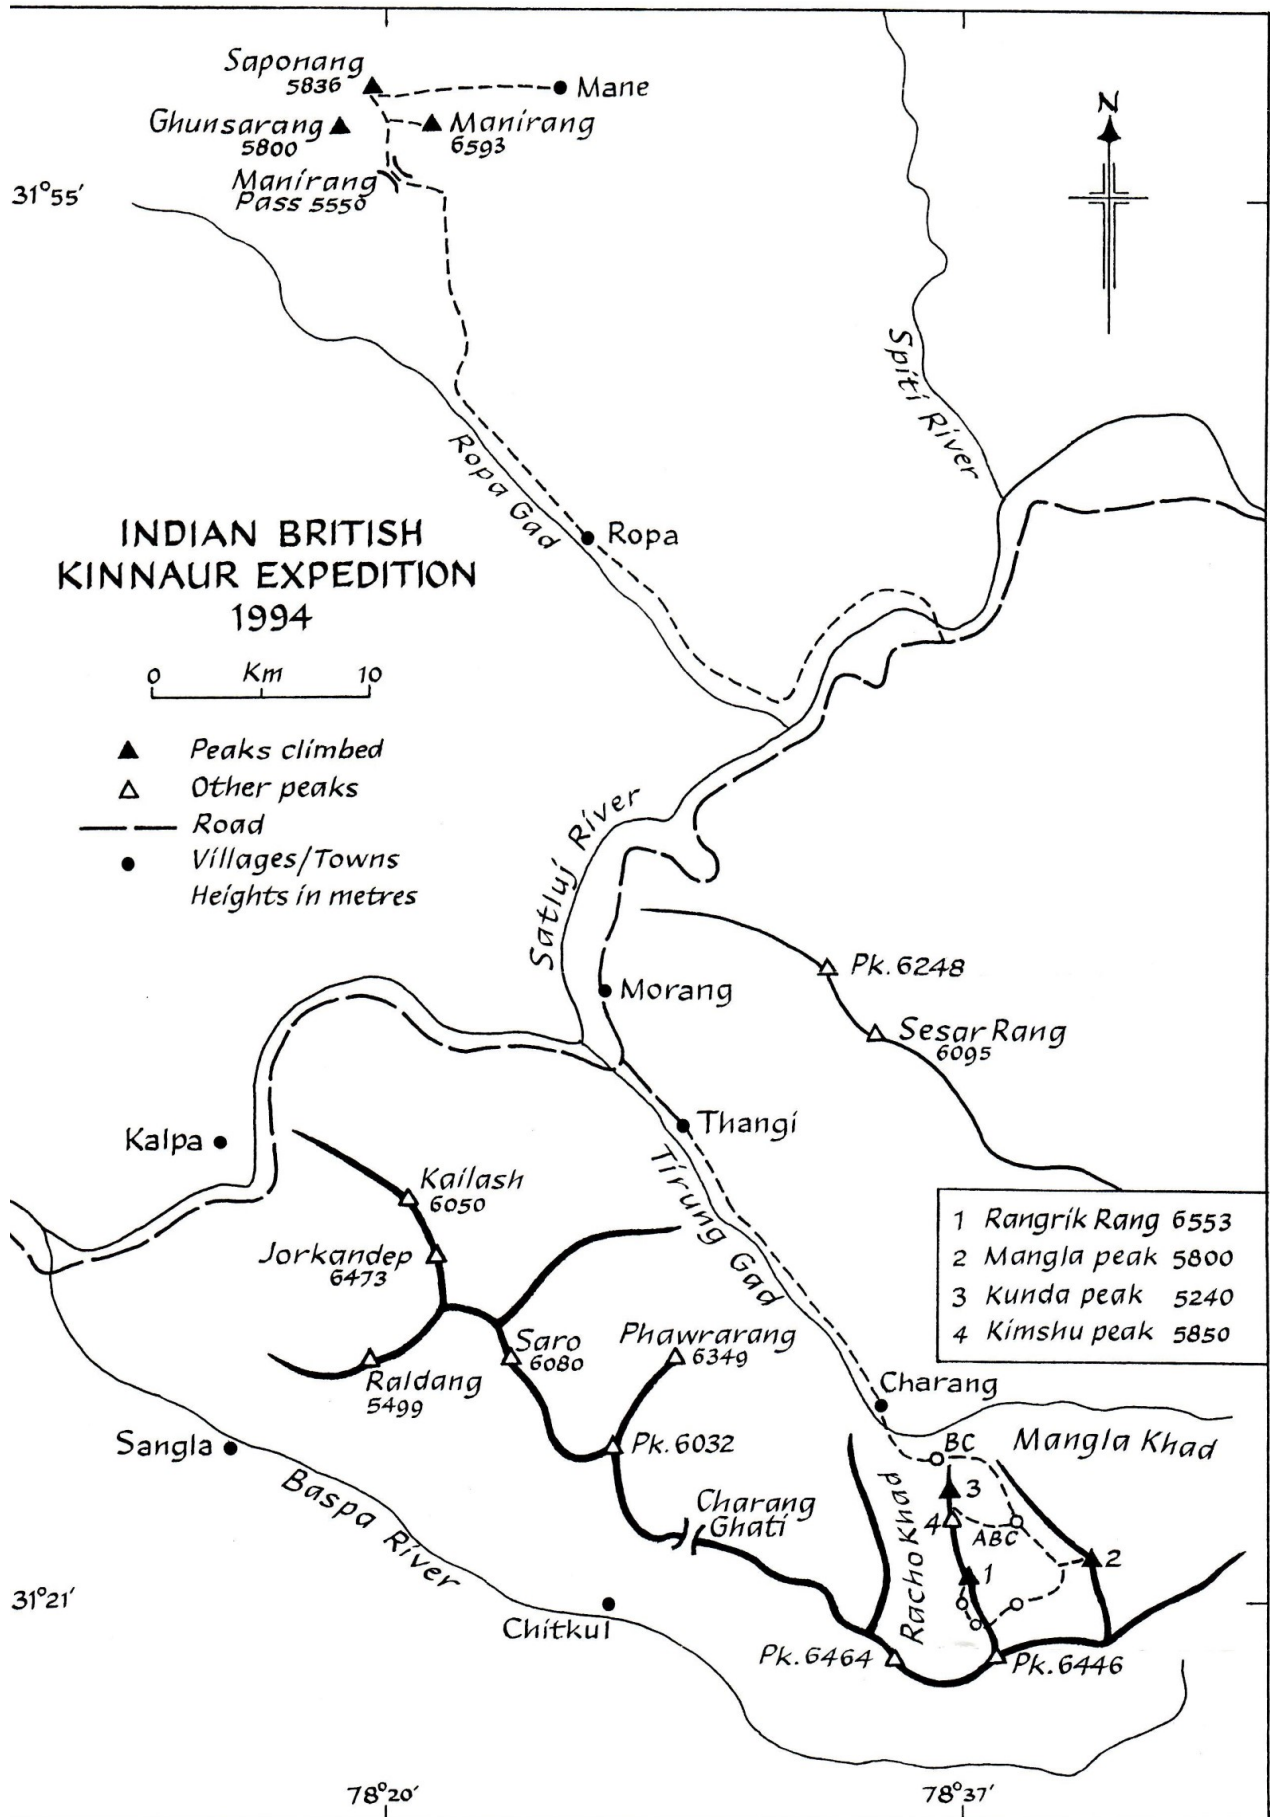 Saponang
5836
Mane
Ghunsarang
5800
Manirang
6593
Manirang
Pass 5550
31°55'
N
Spiti River
Ropa Gad
Ropa
INDIAN BRITISH
KINNAUR EXPEDITION
1994
0 Km 10
Peaks climbed
Other peaks
Road
Villages/Towns
Heights in metres
Satluj River
Morang
Pk. 6248
Sesar Rang
6095
Kalpa
Thangi
Tirung Gad
Kailash
6050
Jorkandep
6473
1 Rangrik Rang 6553
2 Mangla peak 5800
3 Kunda peak 5240
4 Kimshu peak 5850
Saro
6080
Phawrarang
6349
Raldang
5499
Charang
Sangla
Pk. 6032
BC
Mangla Khad
Baspa River
Charang
Ghati
Racho Khad
3
4
ABC
1
2
31°21'
Chitkul
Pk. 6464
Pk. 6446
78°20'
78°37'